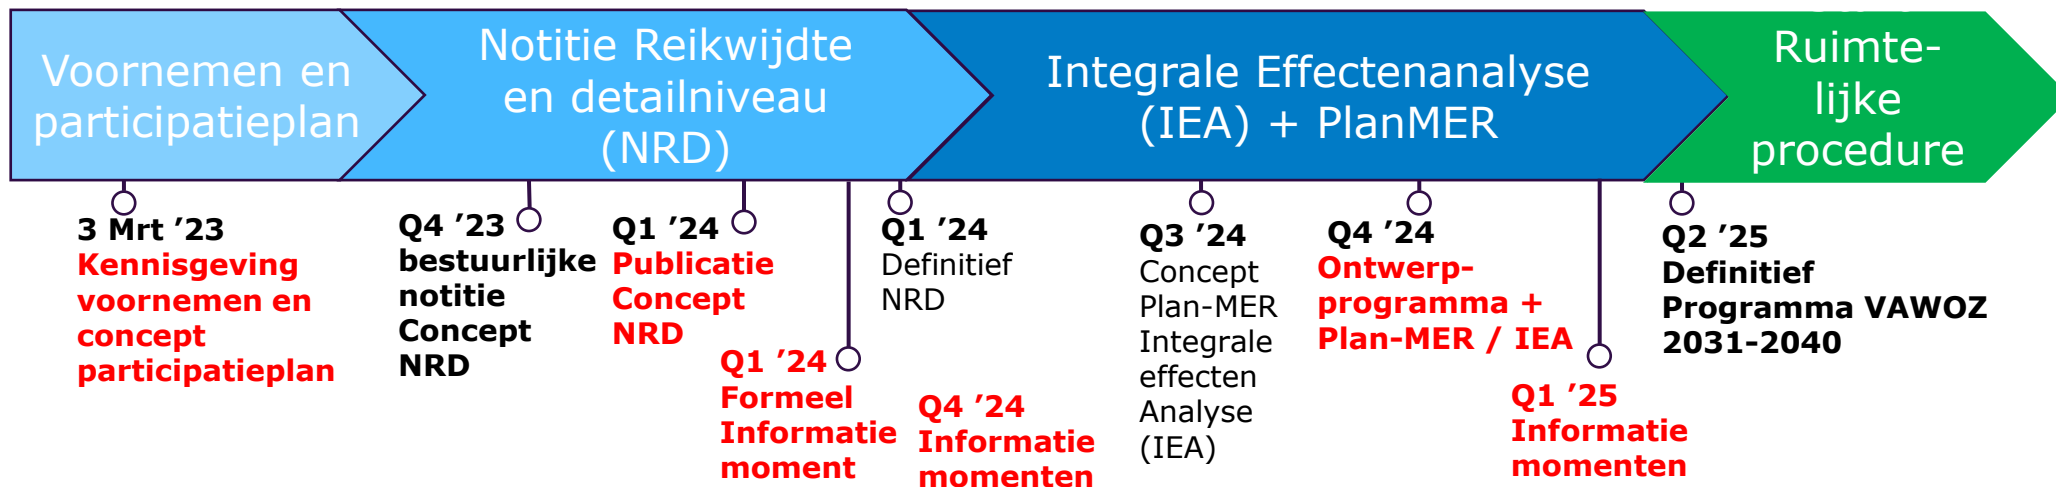 Voornemen en
participatieplan
Notitie Reikwijdte
en detailniveau
(NRD)
Integrale Effectenanalyse
(IEA) + PlanMER
Ruimte-
lijke
procedure
3 Mrt ’23
Kennisgeving
voornemen en
concept
participatieplan
Q4 ’23
bestuurlijke
notitie
Concept
NRD
Q1 ’24
Publicatie
Concept
NRD
Q1 ’24
Formeel
Informatie
moment
Q1 ’24
Definitief
NRD
Q4 ’24
Informatie
momenten
Q3 ’24
Concept
Plan-MER
Integrale
effecten
Analyse
(IEA)
Q4 ’24
Ontwerp-
programma +
Plan-MER / IEA
Q1 ’25
Informatie
momenten
Q2 ’25
Definitief
Programma VAWOZ
2031-2040